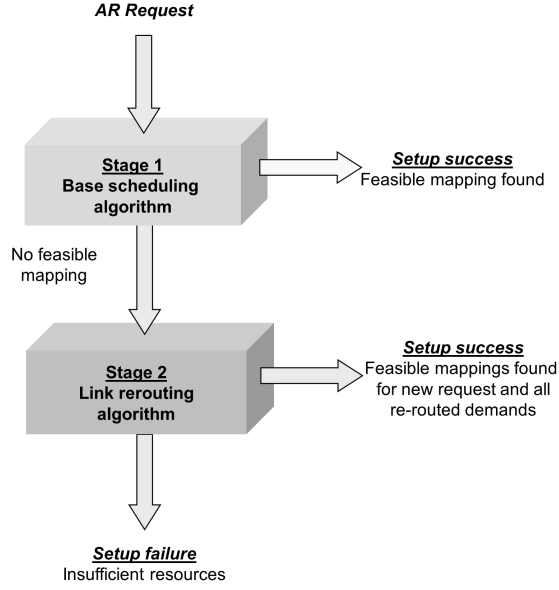 AR Request
Stage 1
Base scheduling
algorithm
Setup success
Feasible mapping found
No feasible
mapping
Stage 2
Link rerouting
algorithm
Setup success
Feasible mappings found
for new request and all
re-routed demands
Setup failure
Insufficient resources